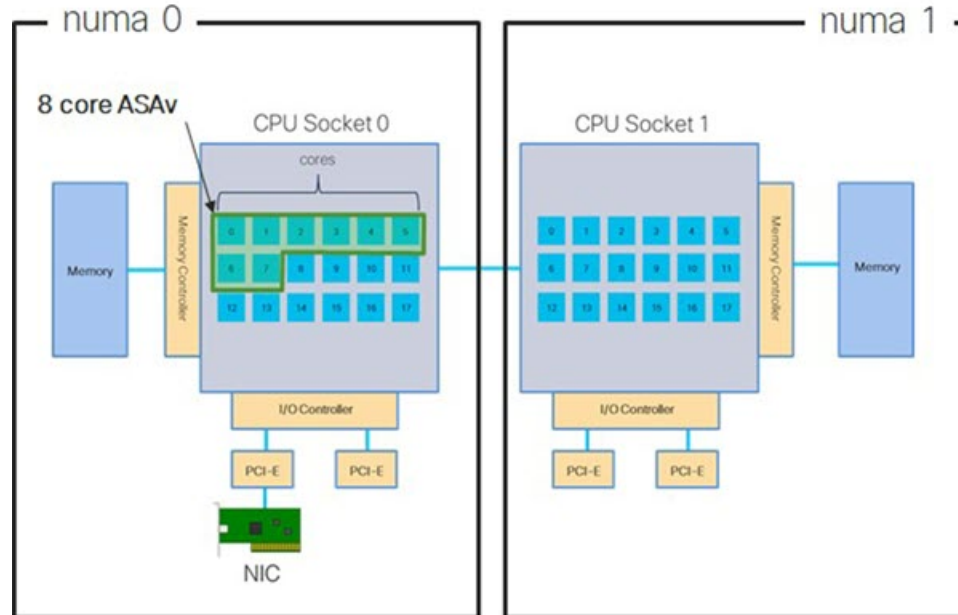 numa 0
numa 1
8 core ASAv
CPU Socket 0
CPU Socket 1
cores
Memory
Memory Controller
0 1 2 3 4 5
6 7 8 9 10 11
12 13 14 15 16 17
0 1 2 3 4 5
6 7 8 9 10 11
12 13 14 15 16 17
Memory Controller
Memory
I/O Controller
I/O Controller
PCI-E
PCI-E
PCI-E
PCI-E
NIC